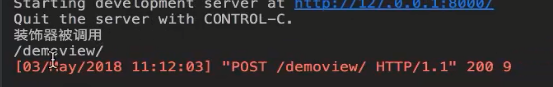 Starting development server at http://127.0.0.1:8000/
Quit the server with CONTROL-C.
装饰器被调用
/demoview/
[03/May/2018 11:12:03] "POST /demoview/ HTTP/1.1" 200 9